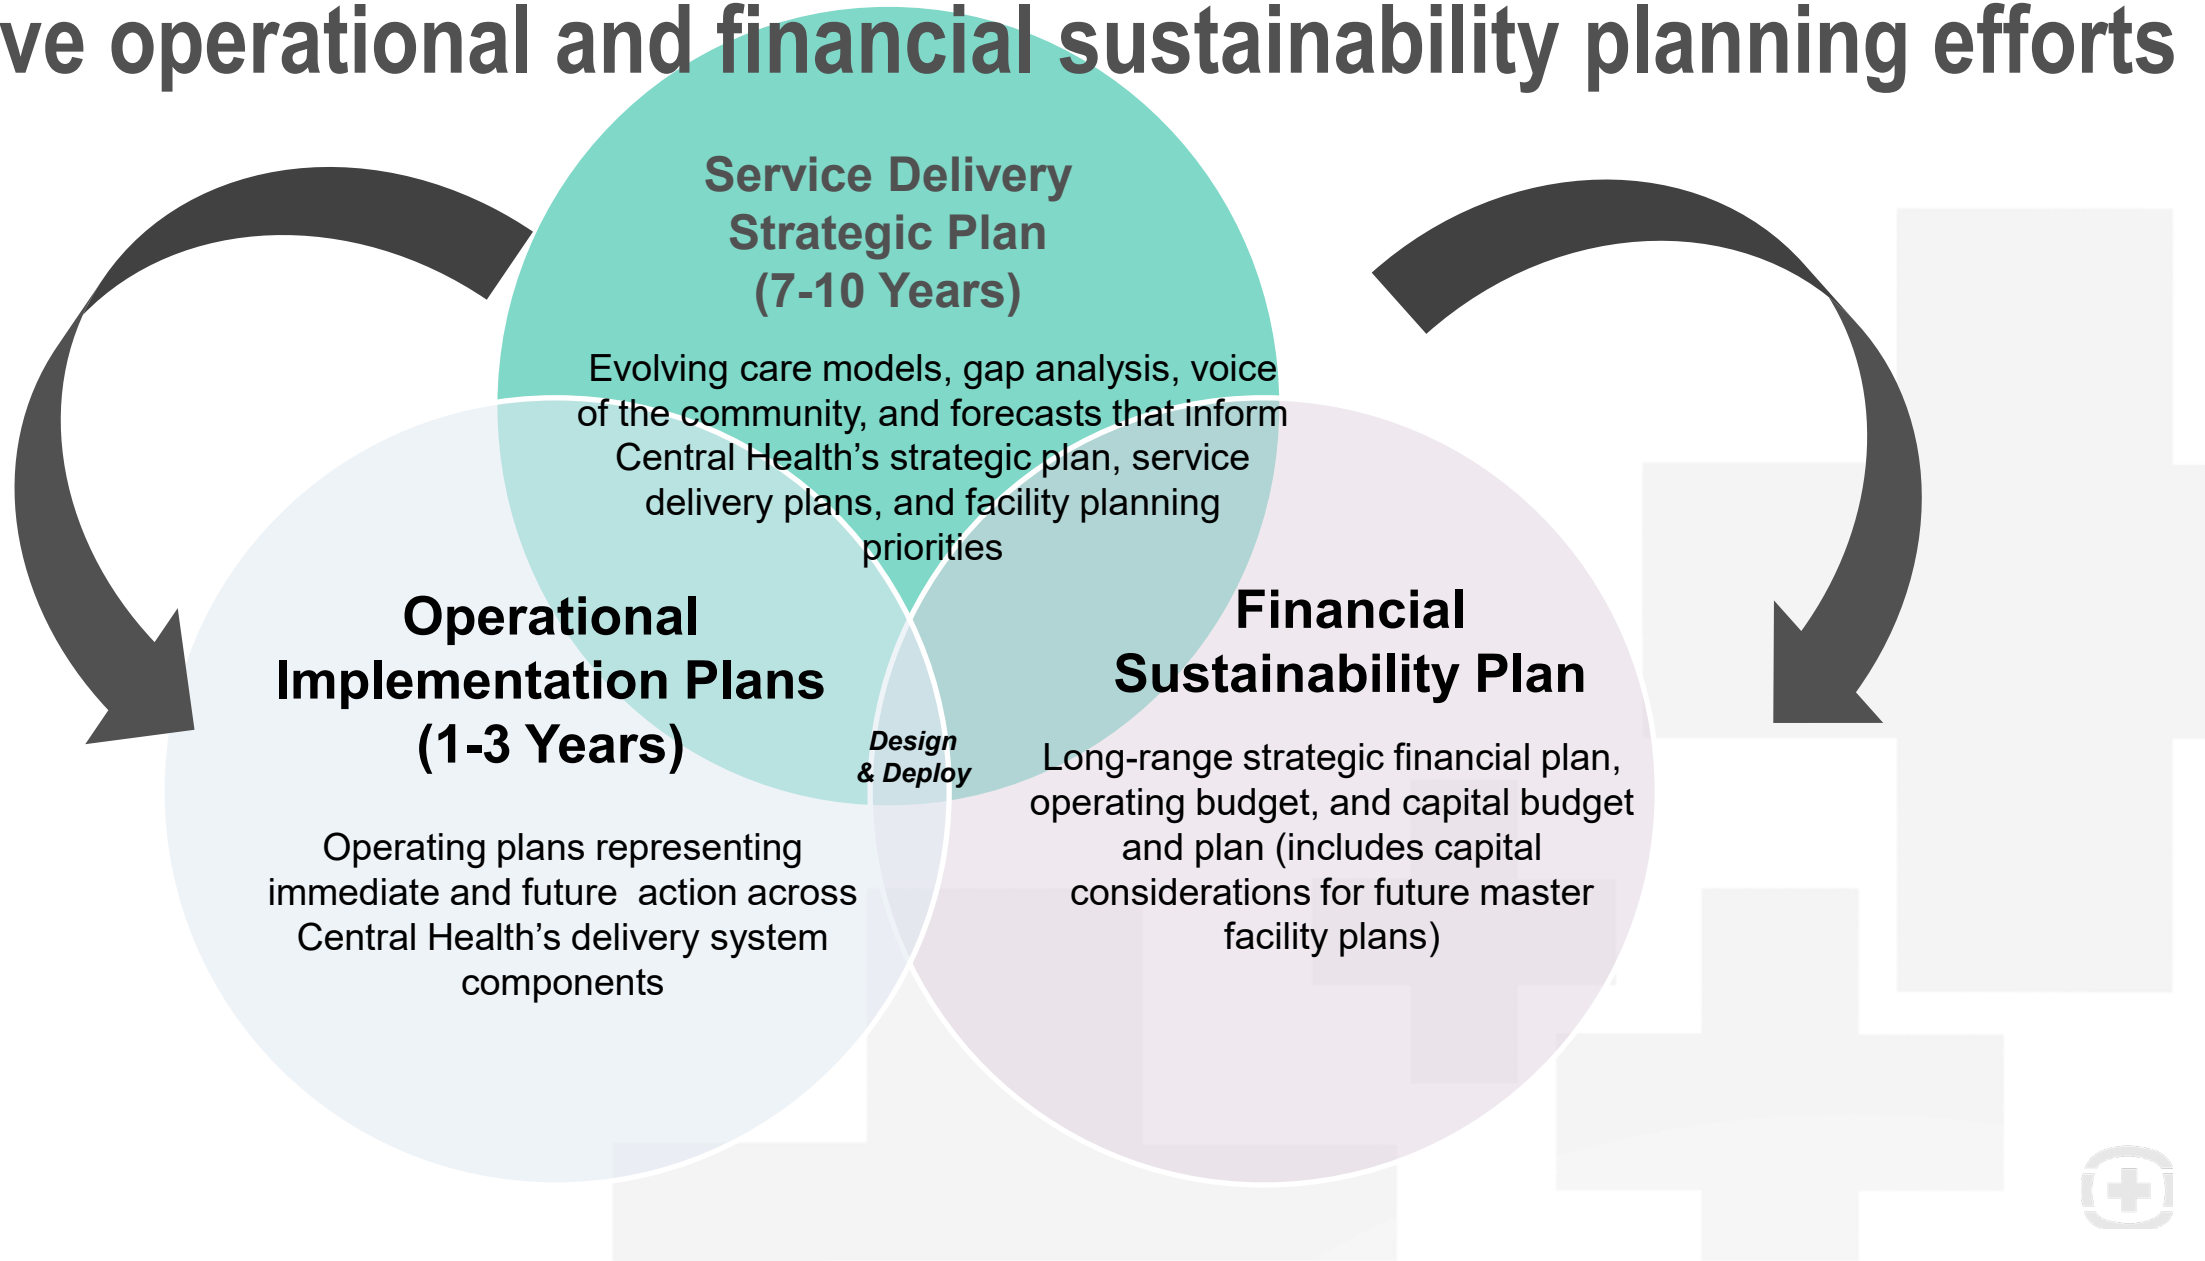 ve operational and financial sustainability planning efforts
Service Delivery
Strategic Plan
(7-10 Years)
Evolving care models, gap analysis, voice
of the community, and forecasts that inform
Central Health’s strategic plan, service
delivery plans, and facility planning
priorities
Operational
Implementation Plans
(1-3 Years)
Operating plans representing
immediate and future  action across
Central Health’s delivery system
components
Design
& Deploy
Financial
Sustainability Plan
Long-range strategic financial plan,
operating budget, and capital budget
and plan (includes capital
considerations for future master
facility plans)